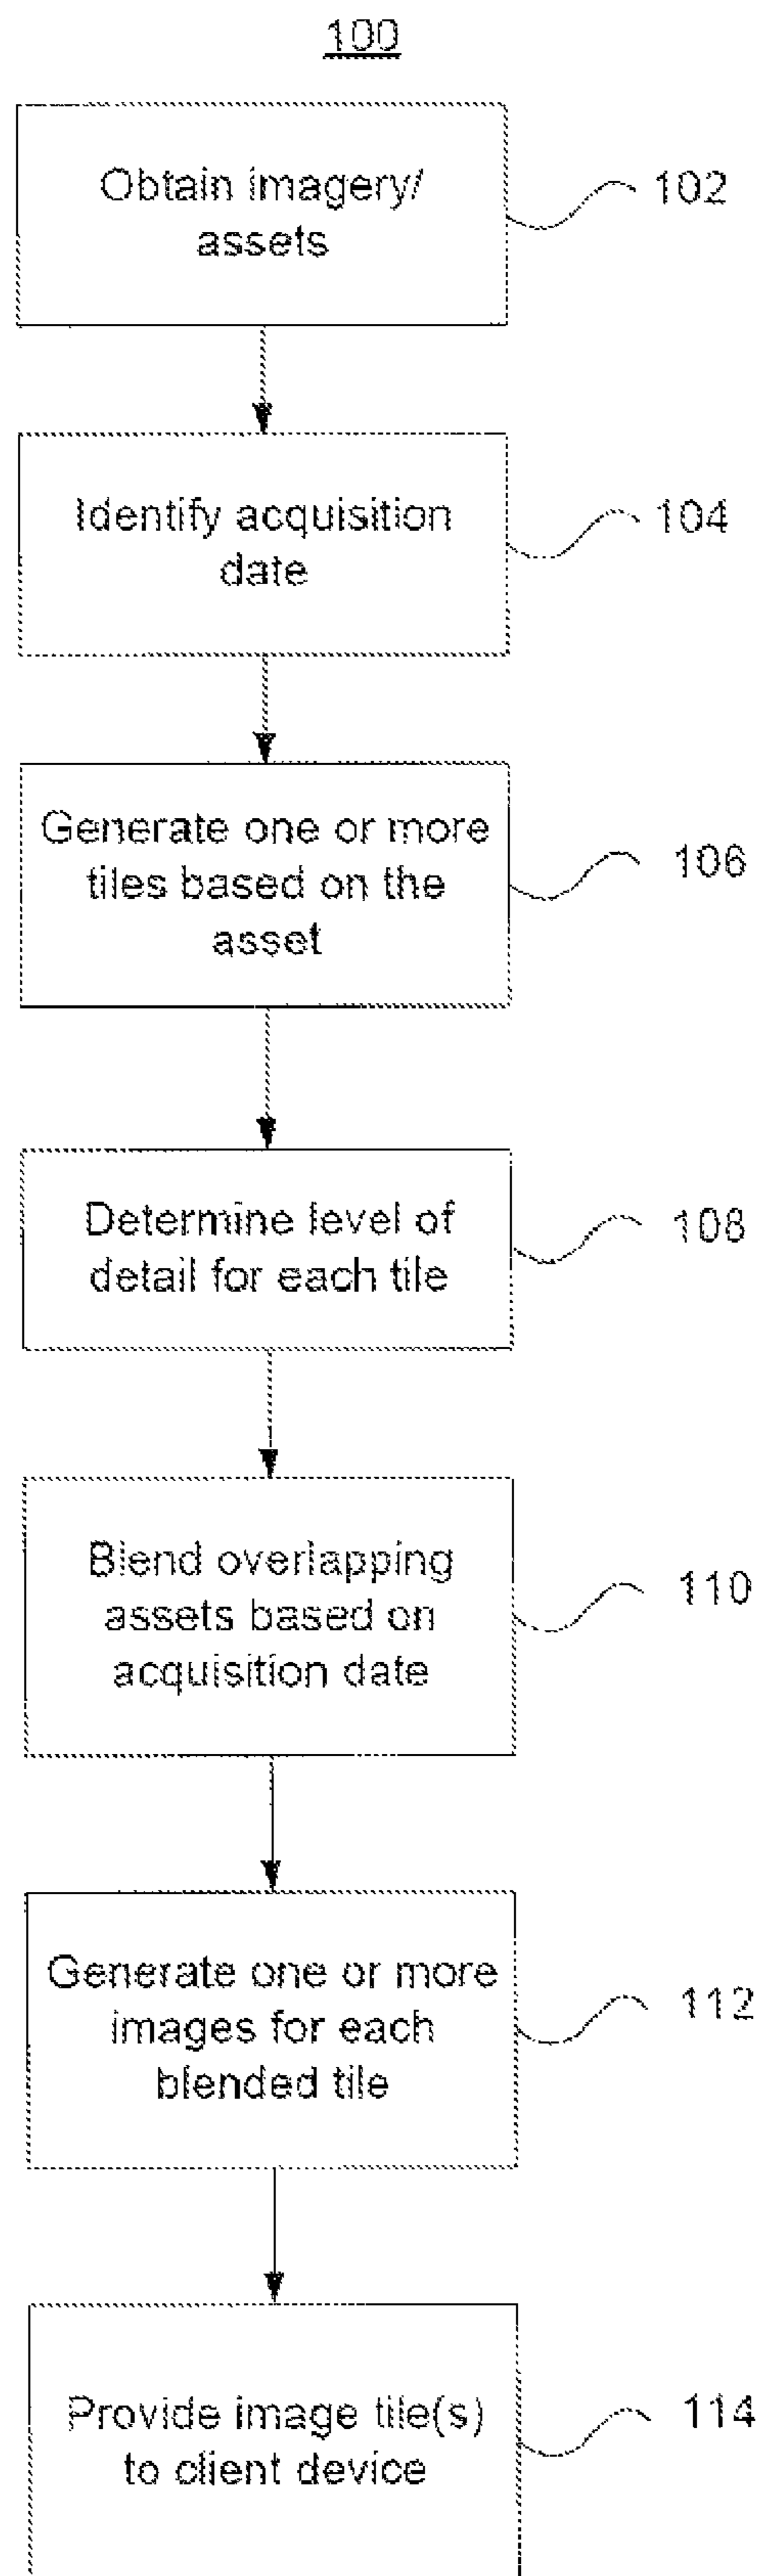 100
Obtain imagery/
assets
102
Identify acquisition
date
104
Generate one or more
tiles based on the
asset
106
Determine level of
detail for each tile
108
Blend overlapping
assets based on
acquisition date
110
Generate one or more
images for each
blended tile
112
Provide image tile(s)
to client device
114